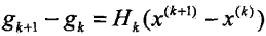 g_{k+1} - g_k = H_k(x^{(k+1)} - x^{(k)})